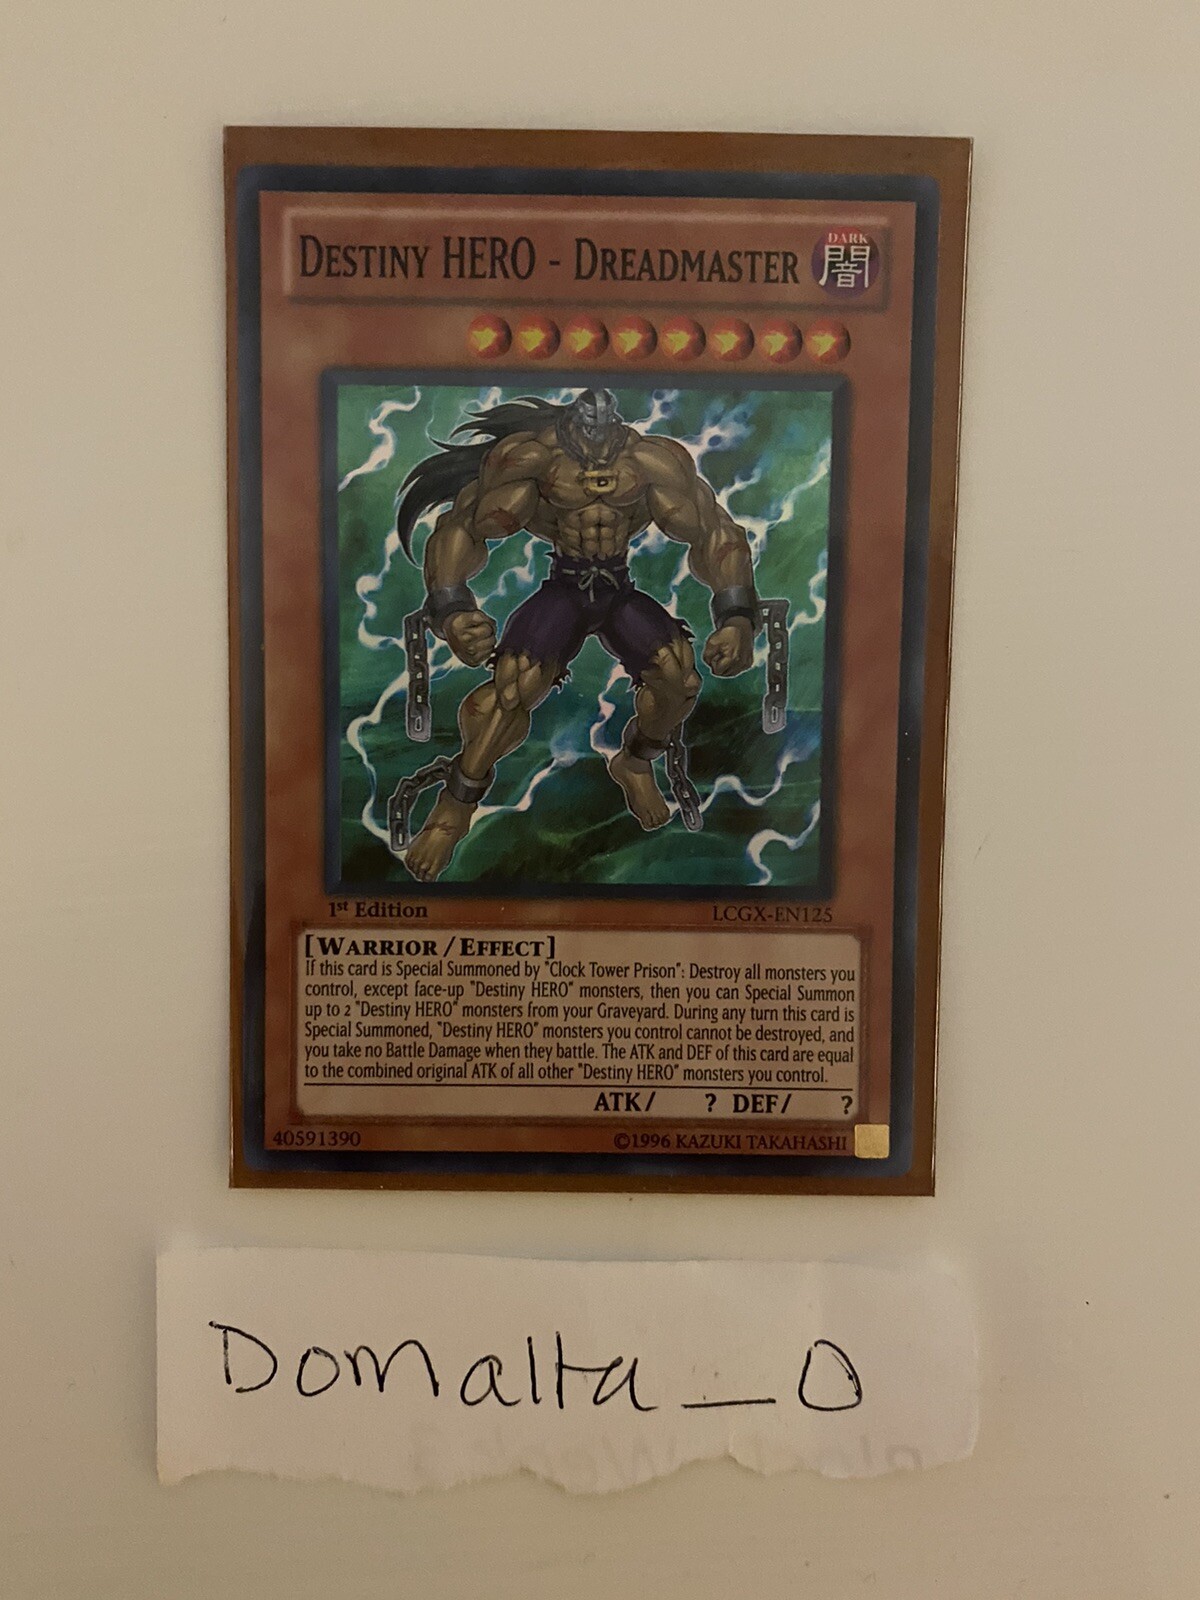 DESTINY HERO - DREADMASTER
DARK
闇
1st Edition
LCGX-EN125
[WARRIOR / EFFECT]
If this card is Special Summoned by "Clock Tower Prison": Destroy all monsters you
control, except face-up "Destiny HERO" monsters, then you can Special Summon
up to 2 "Destiny HERO" monsters from your Graveyard. During any turn this card is
Special Summoned, "Destiny HERO" monsters you control cannot be destroyed, and
you take no Battle Damage when they battle. The ATK and DEF of this card are equal
to the combined original ATK of all other "Destiny HERO" monsters you control.
ATK/ ? DEF/ ?
40591390
©1996 KAZUKI TAKAHASHI
Domalta_0